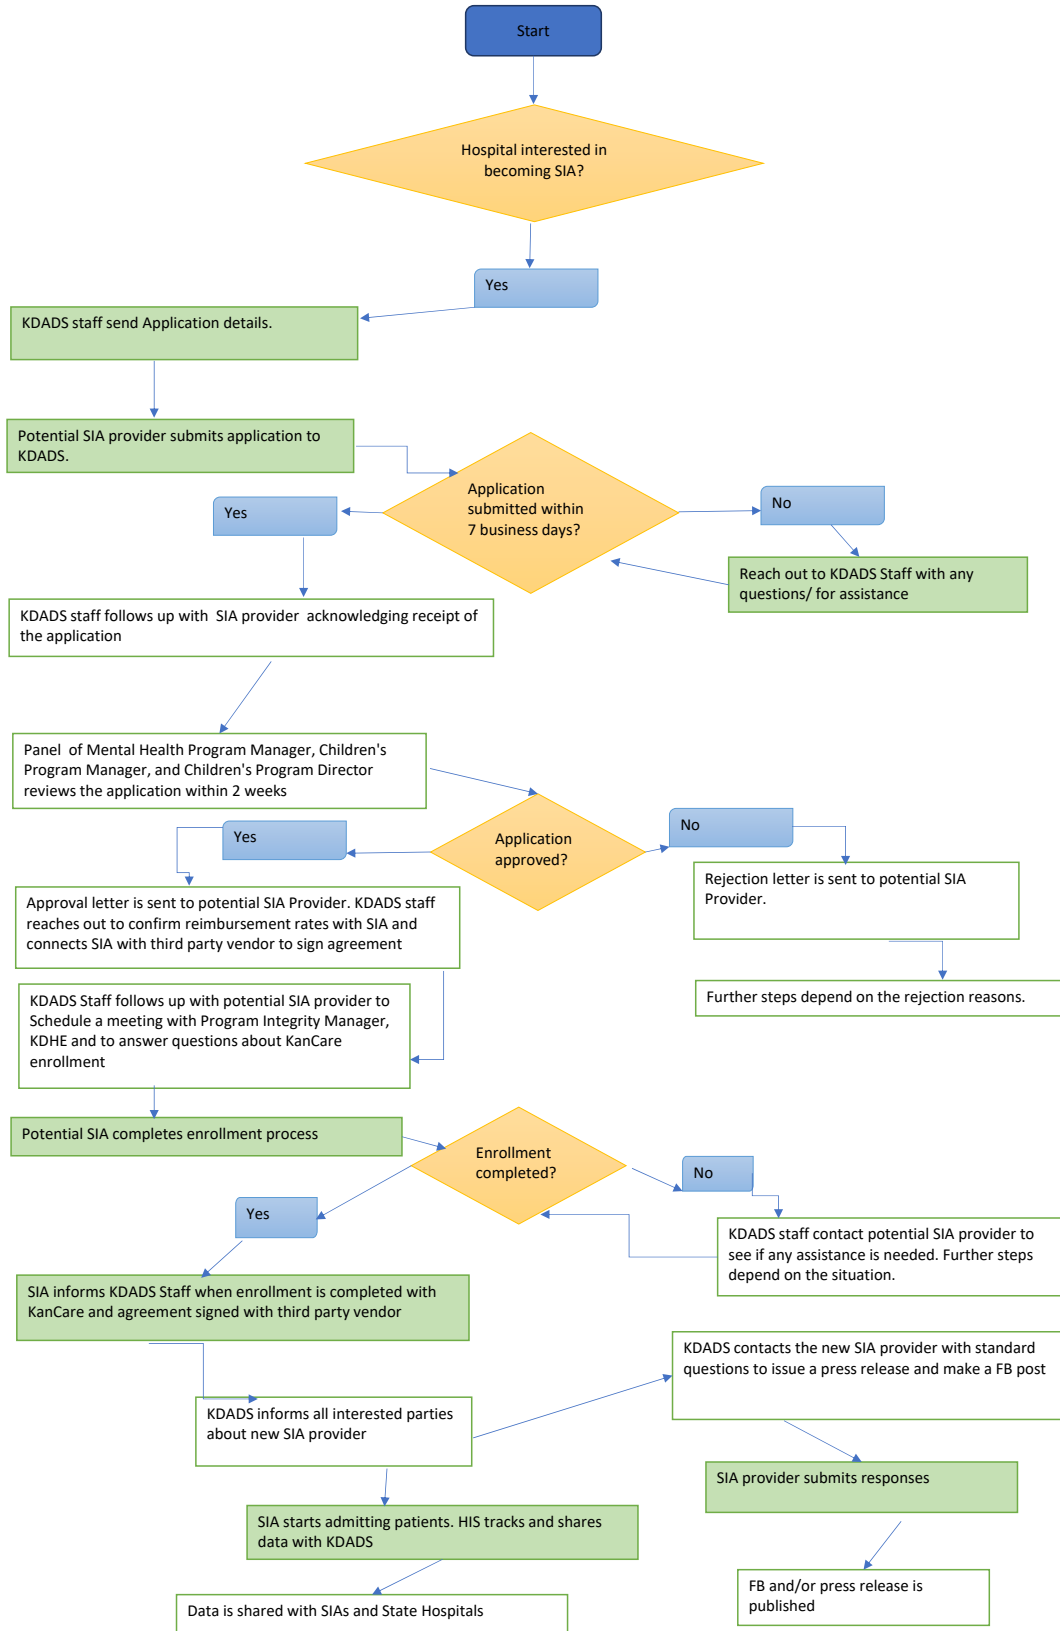 Start
Hospital interested in
becoming SIA?
Yes
KDADS staff send Application details.
Potential SIA provider submits application to
KDADS.
Application
submitted within
7 business days?
Yes
No
Reach out to KDADS Staff with any
questions/ for assistance
KDADS staff follows up with  SIA provider  acknowledging receipt of
the application
Panel  of Mental Health Program Manager, Children's
Program Manager, and Children's Program Director
reviews the application within 2 weeks
Application
approved?
Yes
No
Rejection letter is sent to potential SIA
Provider.
Approval letter is sent to potential SIA Provider. KDADS staff
reaches out to confirm reimbursement rates with SIA and
connects SIA with third party vendor to sign agreement
Further steps depend on the rejection reasons.
KDADS Staff follows up with potential SIA provider to
Schedule a meeting with Program Integrity Manager,
KDHE and to answer questions about KanCare
enrollment
Potential SIA completes enrollment process
Enrollment
completed?
No
Yes
KDADS staff contact potential SIA provider to
see if any assistance is needed. Further steps
depend on the situation.
SIA informs KDADS Staff when enrollment is completed with
KanCare and agreement signed with third party vendor
KDADS contacts the new SIA provider with standard
questions to issue a press release and make a FB post
KDADS informs all interested parties
about new SIA provider
SIA provider submits responses
SIA starts admitting patients. HIS tracks and shares
data with KDADS
FB and/or press release is
published
Data is shared with SIAs and State Hospitals